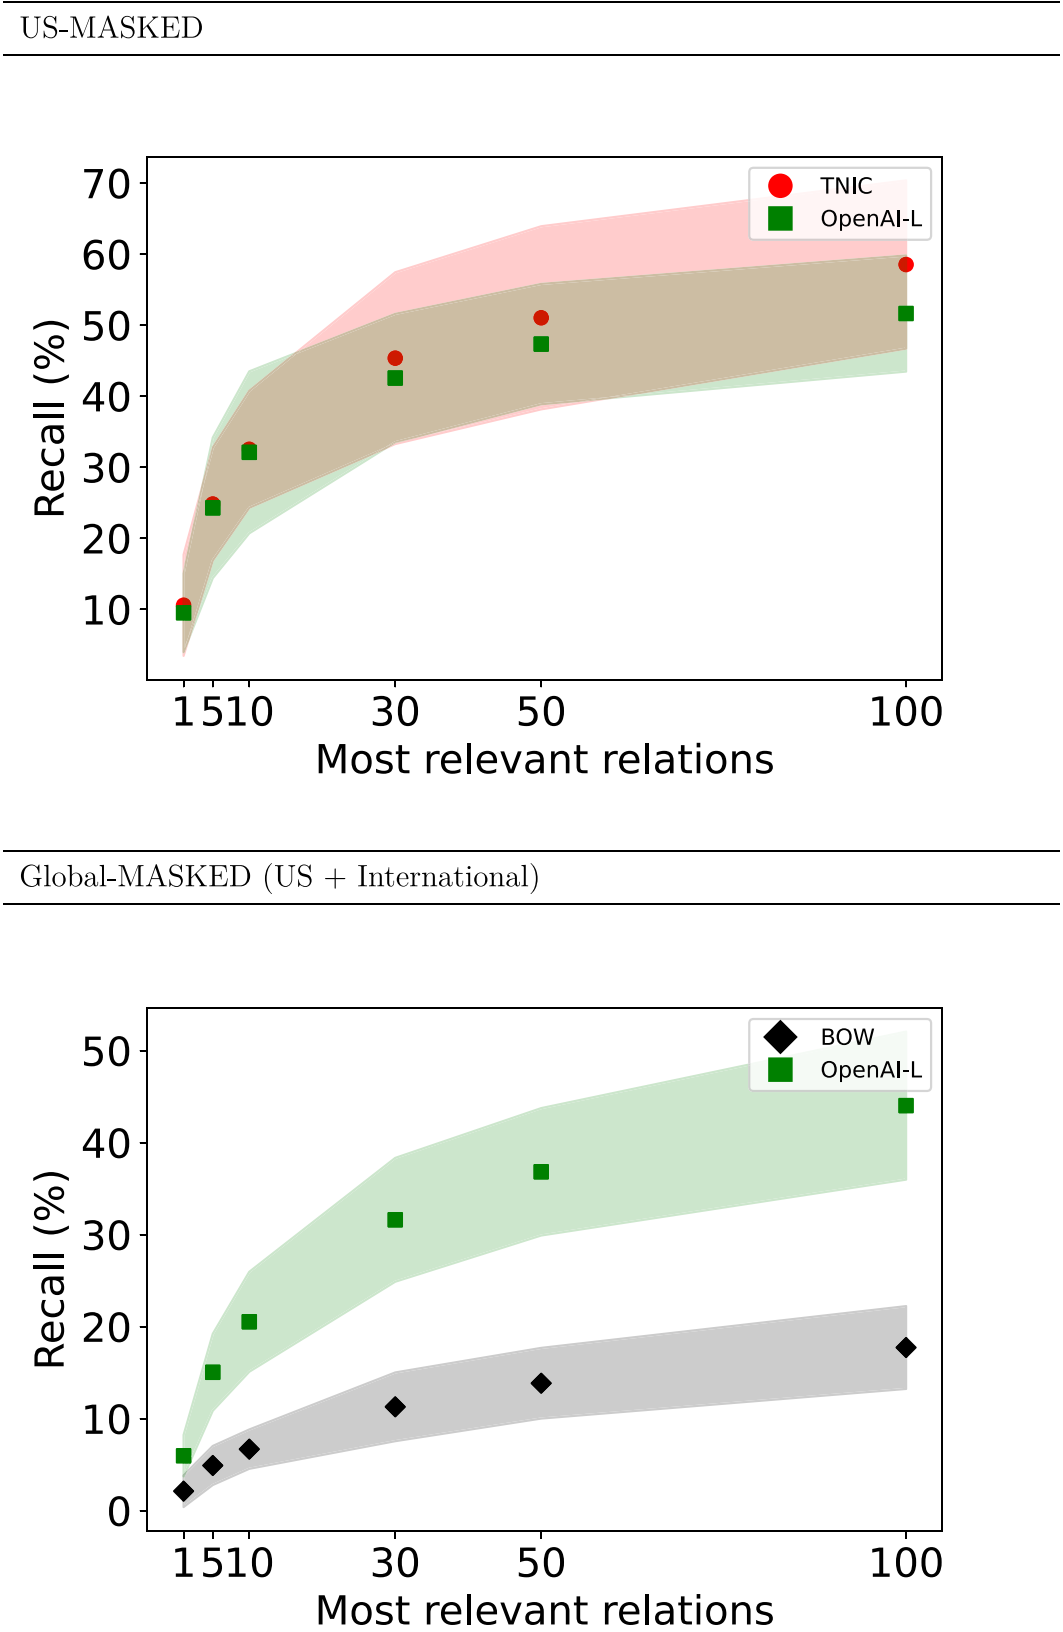 US-MASKED
70
60
50
40
30
20
10
Recall (%)
TNIC
OpenAI-L
1 5 10 30 50 100
Most relevant relations
Global-MASKED (US + International)
50
40
30
20
10
0
Recall (%)
BOW
OpenAI-L
1 5 10 30 50 100
Most relevant relations